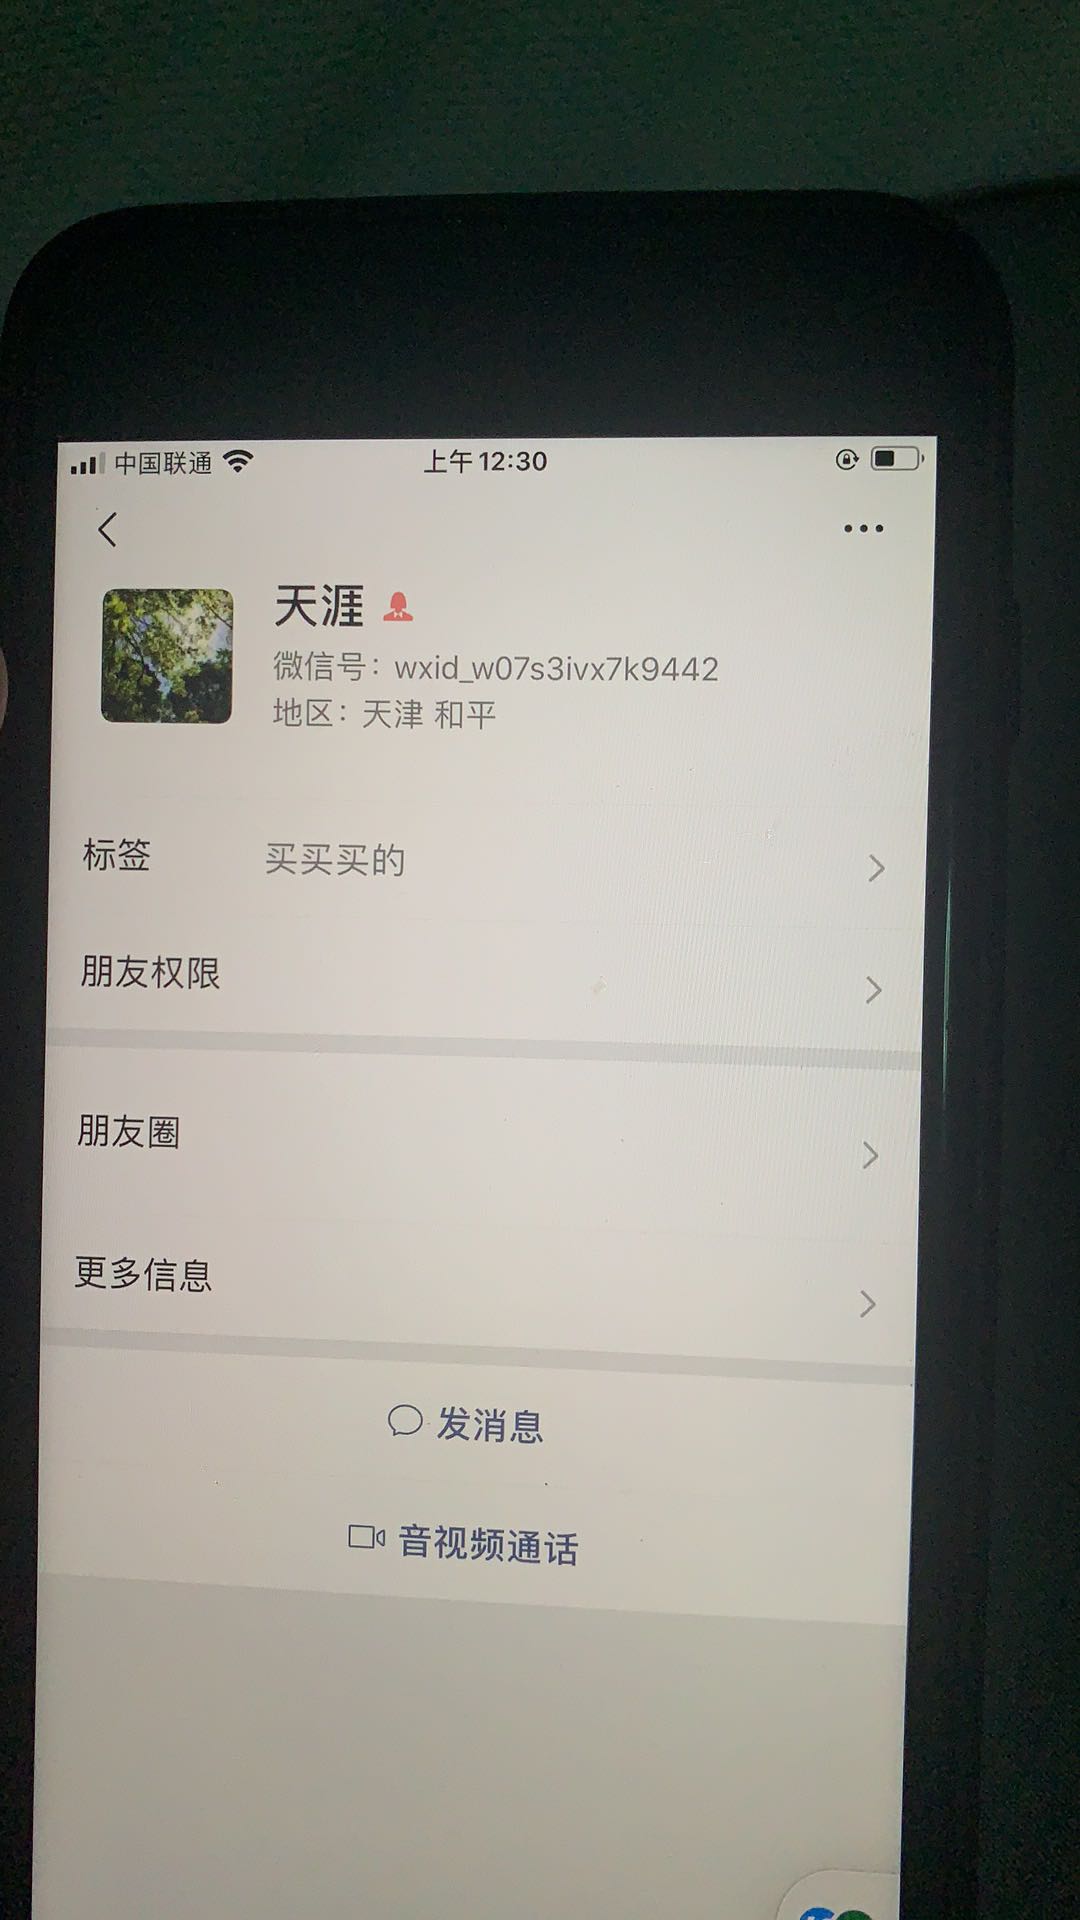 中国联通 上午12:30
天涯
微信号：wxid_w07s3ivx7k9442
地区：天津 和平
标签 买买买的
朋友权限
朋友圈
更多信息
发消息
音视频通话